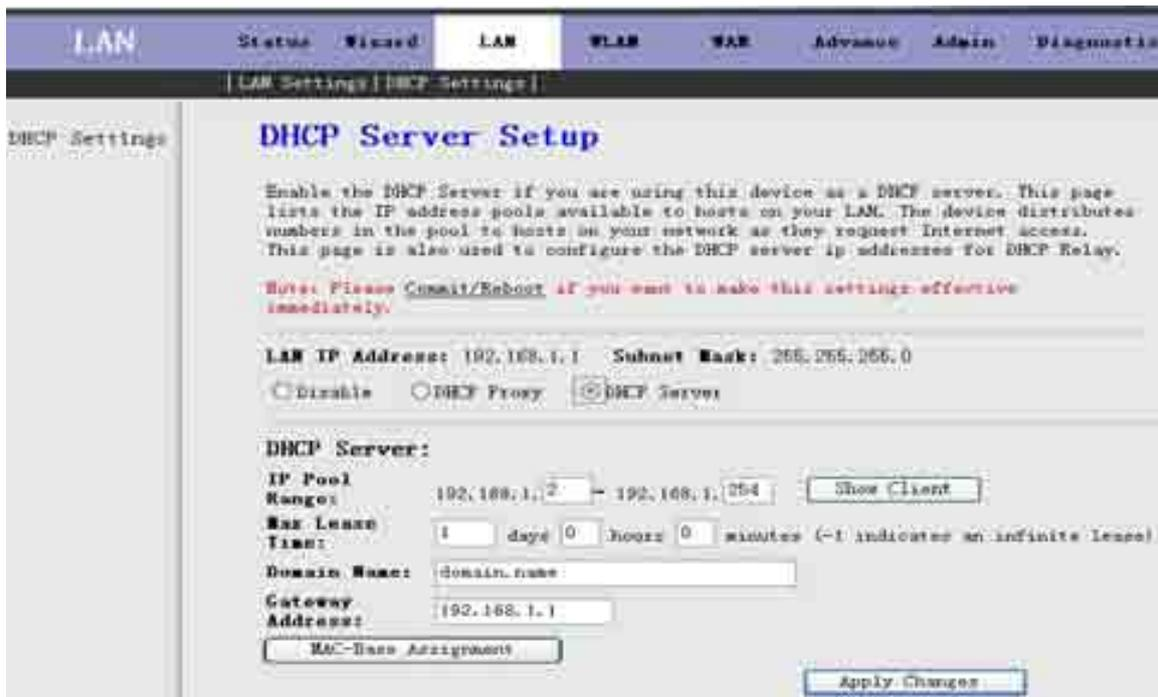 LAN
Status Wizard LAN WLAN WAN Advance Admin Diagnostic
|LAN Settings|DHCP Settings|
DHCP Settings
DHCP Server Setup
Enable the DHCP Server if you are using this device as a DHCP server. This page
lists the IP address pools available to hosts on your LAN. The device distributes
numbers in the pool to hosts on your network as they request Internet access.
This page is also used to configure the DHCP server ip addresses for DHCP Relay.
Note: Please Commit/Reboot if you want to make this settings effective
immediately.
LAN IP Address: 192.168.1.1 Subnet Mask: 255.255.255.0
Disable DHCP Proxy DHCP Server
DHCP Server:
IP Pool
Range: 192.168.1. 2 - 192.168.1. 254 Show Client
Max Lease
Time: 1 days 0 hours 0 minutes (-1 indicates an infinite lease)
Domain Name: domain.name
Gateway
Address: 192.168.1.1
MAC-Base Assignment
Apply Changes